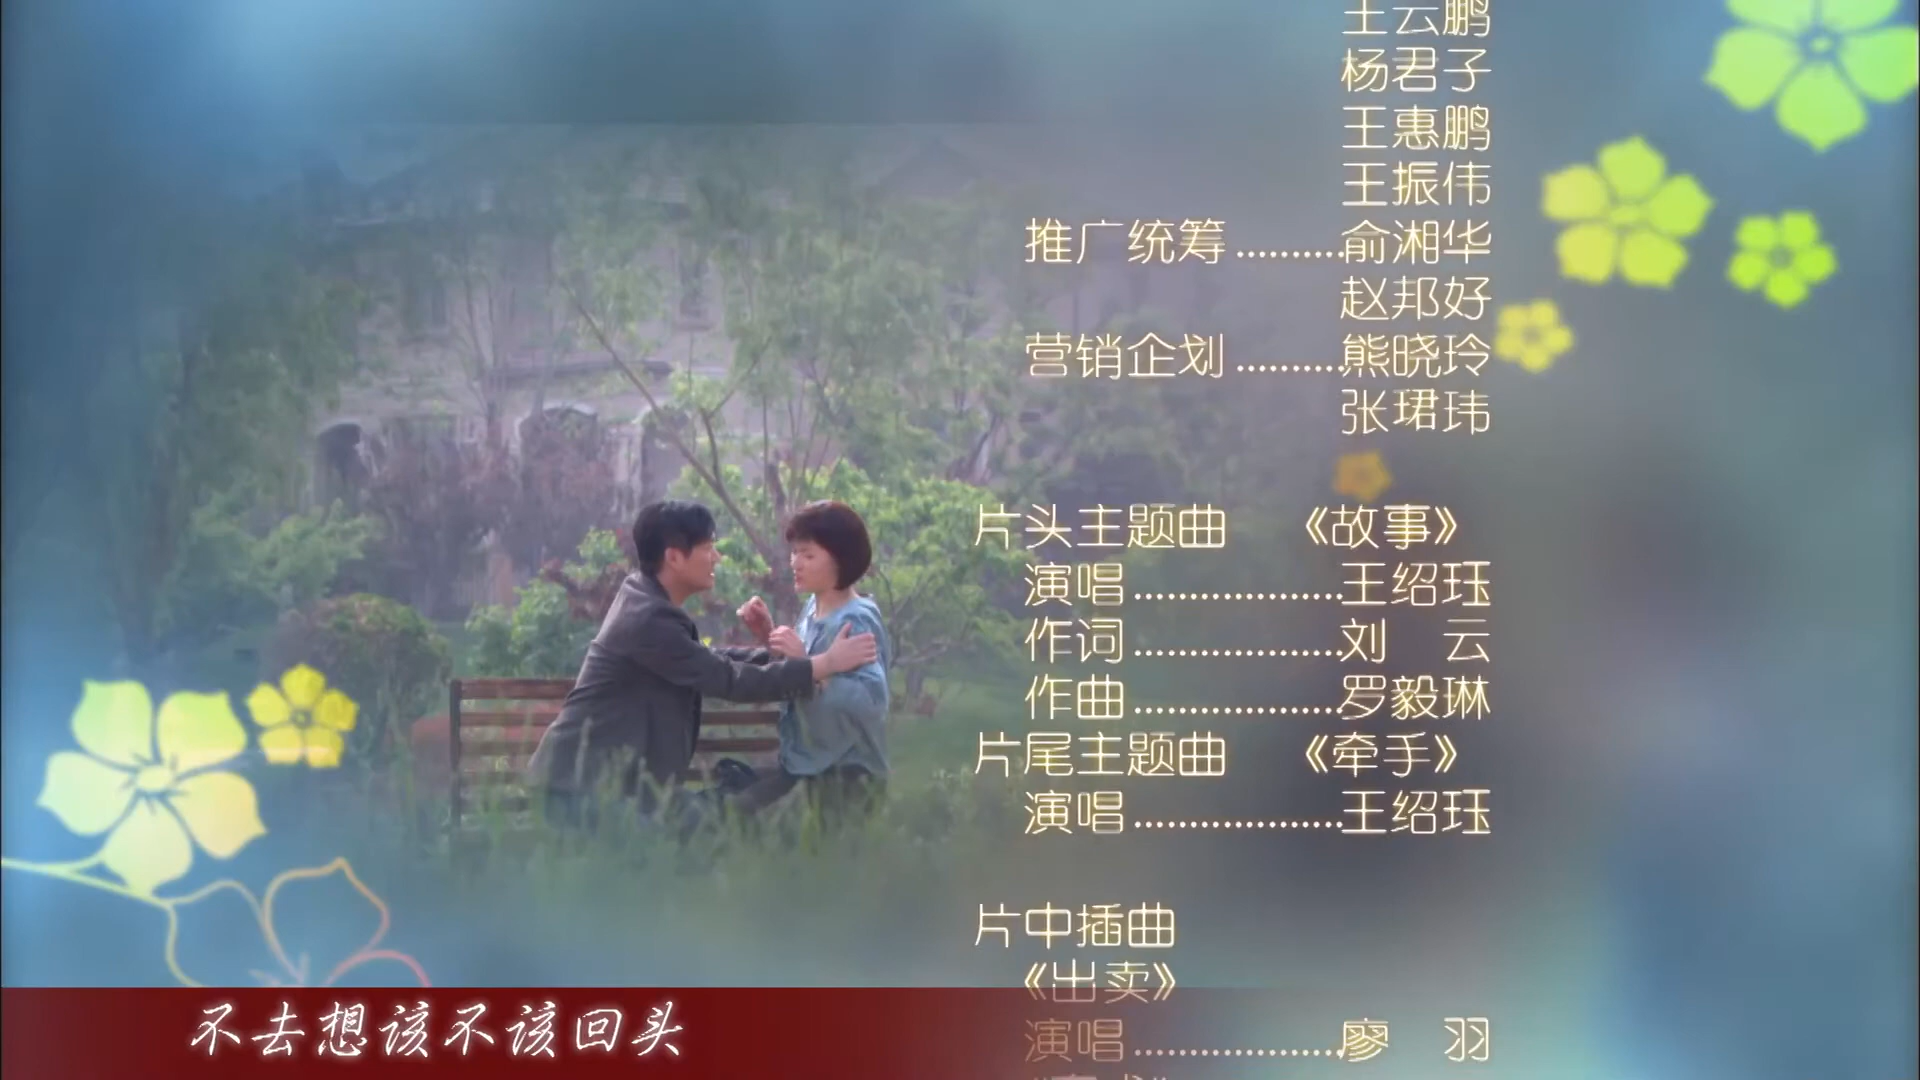 王云鹏
杨君子
王惠鹏
王振伟
推广统筹..........俞湘华
赵邦好
营销企划..........熊晓玲
张珺玮
片头主题曲 《故事》
演唱...................王绍珏
作词...................刘 云
作曲...................罗毅琳
片尾主题曲 《牵手》
演唱...................王绍珏
片中插曲
《出卖》
演唱...................廖 羽
不去想该不该回头